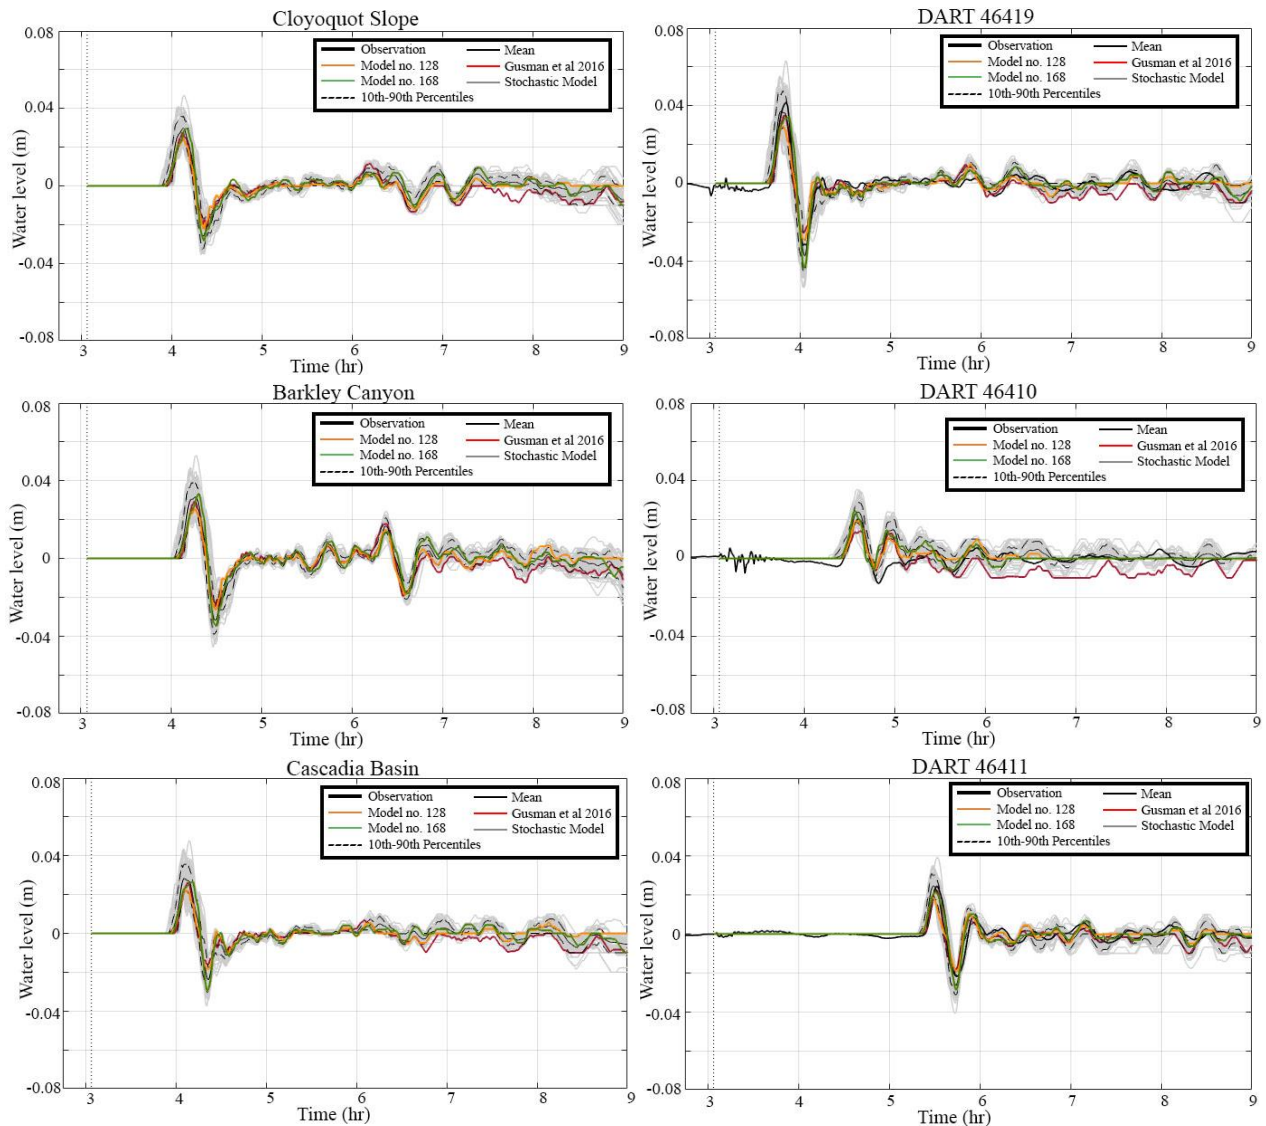 Cloyoquot Slope
0.08
0.04
0
-0.04
-0.08
Water level (m)
Observation
Mean
Model no. 128
Gusman et al 2016
Model no. 168
Stochastic Model
10th-90th Percentiles
3 4 5 6 7 8 9
Time (hr)
DART 46419
0.08
0.04
0
-0.04
-0.08
Water level (m)
Observation
Mean
Model no. 128
Gusman et al 2016
Model no. 168
Stochastic Model
10th-90th Percentiles
3 4 5 6 7 8 9
Time (hr)
Barkley Canyon
0.08
0.04
0
-0.04
-0.08
Water level (m)
Observation
Mean
Model no. 128
Gusman et al 2016
Model no. 168
Stochastic Model
10th-90th Percentiles
3 4 5 6 7 8 9
Time (hr)
DART 46410
0.08
0.04
0
-0.04
-0.08
Water level (m)
Observation
Mean
Model no. 128
Gusman et al 2016
Model no. 168
Stochastic Model
10th-90th Percentiles
3 4 5 6 7 8 9
Time (hr)
Cascadia Basin
0.08
0.04
0
-0.04
-0.08
Water level (m)
Observation
Mean
Model no. 128
Gusman et al 2016
Model no. 168
Stochastic Model
10th-90th Percentiles
3 4 5 6 7 8 9
Time (hr)
DART 46411
0.08
0.04
0
-0.04
-0.08
Water level (m)
Observation
Mean
Model no. 128
Gusman et al 2016
Model no. 168
Stochastic Model
10th-90th Percentiles
3 4 5 6 7 8 9
Time (hr)